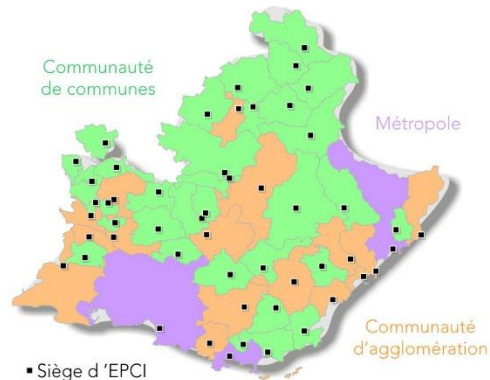 Communauté
de communes
Métropole
Communauté
d'agglomération
▪ Siège d 'EPCI